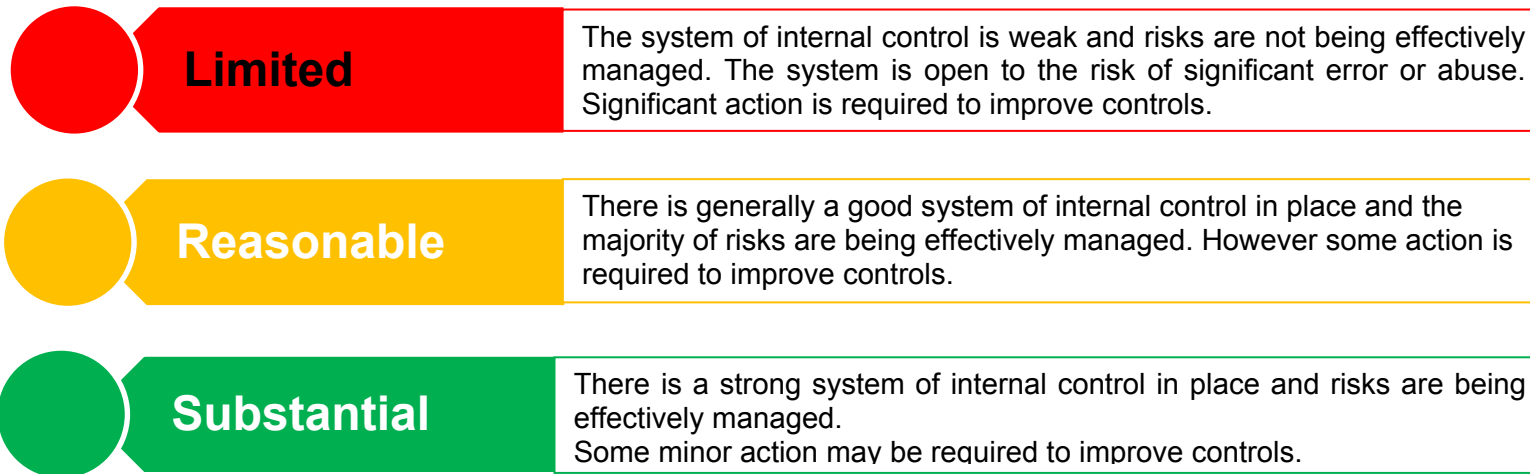 Limited
The system of internal control is weak and risks are not being effectively
managed. The system is open to the risk of significant error or abuse.
Significant action is required to improve controls.
Reasonable
There is generally a good system of internal control in place and the
majority of risks are being effectively managed. However some action is
required to improve controls.
Substantial
There is a strong system of internal control in place and risks are being
effectively managed.
Some minor action may be required to improve controls.